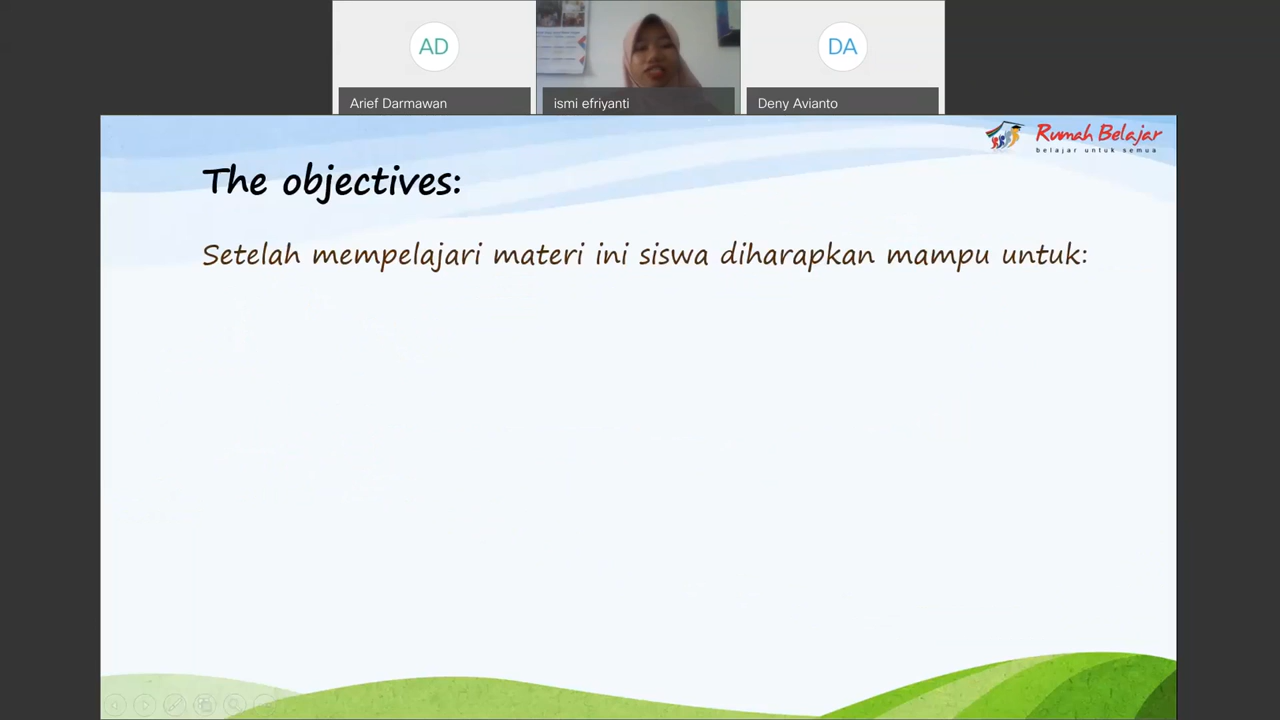 AD
DA
Arief Darmawan
ismi efriyanti
Deny Avianto
Rumah Belajar
belajar untuk semua
The objectives:
Setelah mempelajari materi ini siswa diharapkan mampu untuk: